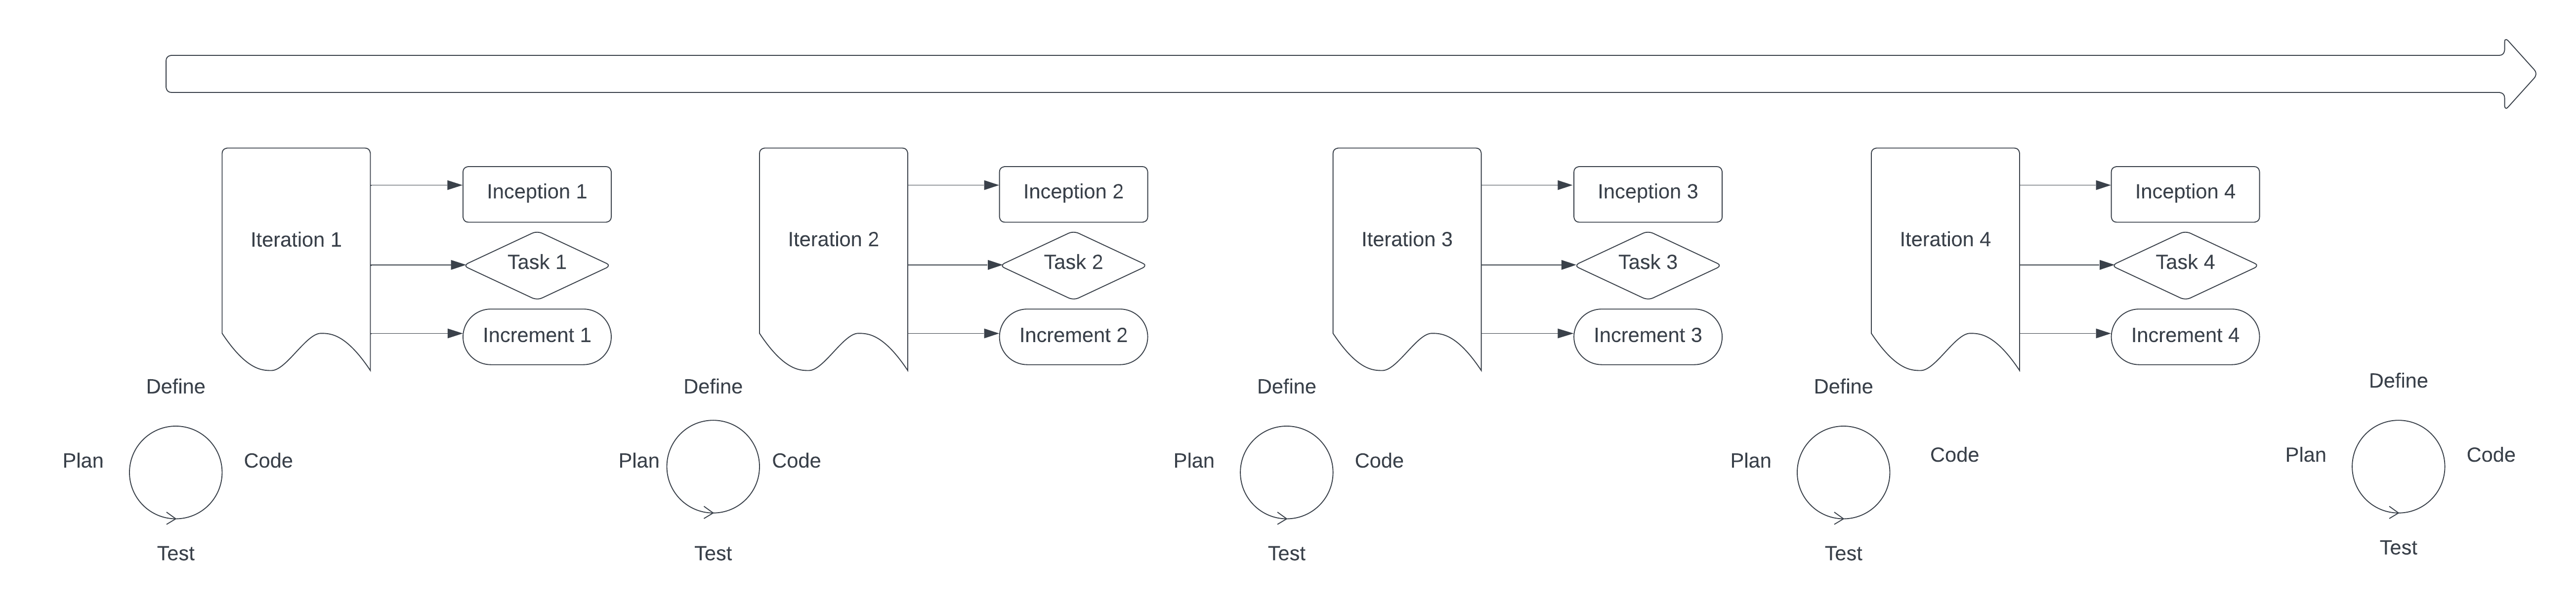 Iteration 1
Inception 1
Task 1
Increment 1
Iteration 2
Inception 2
Task 2
Increment 2
Iteration 3
Inception 3
Task 3
Increment 3
Iteration 4
Inception 4
Task 4
Increment 4
Define
Plan
Code
Test
Define
Plan
Code
Test
Define
Plan
Code
Test
Define
Plan
Code
Test
Define
Plan
Code
Test